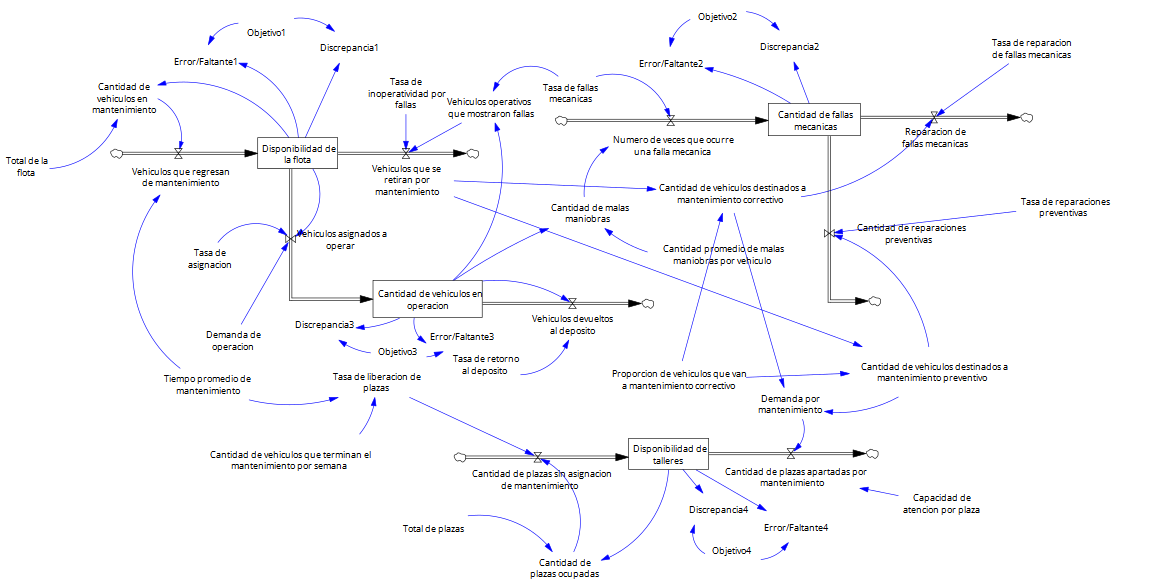 Objetivo1
Discrepancia1
Error/Faltante1
Cantidad de
vehiculos en
mantenimiento
Total de la
flota
Vehiculos que regresan
de mantenimiento
Disponibilidad de
la flota
Tasa de
inoperatividad por
fallas
Vehiculos operativos
que mostraron fallas
Vehiculos que se
retiran por
mantenimiento
Tasa de fallas
mecanicas
Objetivo2
Discrepancia2
Error/Faltante2
Cantidad de fallas
mecanicas
Tasa de reparacion
de fallas mecanicas
Reparacion de
fallas mecanicas
Numero de veces que ocurre
una falla mecanica
Cantidad de vehiculos destinados a
mantenimiento correctivo
Cantidad de malas
maniobras
Cantidad promedio de malas
maniobras por vehiculo
Tasa de reparaciones
preventivas
Cantidad de reparaciones
preventivas
Vehiculos asignados a
operar
Tasa de
asignacion
Demanda de
operacion
Cantidad de vehiculos en
operacion
Discrepancia3
Error/Faltante3
Objetivo3
Vehiculos devueltos
al deposito
Tasa de retorno
al deposito
Tiempo promedio de
mantenimiento
Tasa de liberacion de
plazas
Proporcion de vehiculos que van
a mantenimiento correctivo
Cantidad de vehiculos destinados a
mantenimiento preventivo
Demanda por
mantenimiento
Cantidad de vehiculos que terminan el
mantenimiento por semana
Cantidad de plazas sin asignacion
de mantenimiento
Disponibilidad de
talleres
Cantidad de plazas apartadas por
mantenimiento
Capacidad de
atencion por plaza
Discrepancia4
Error/Faltante4
Objetivo4
Total de plazas
Cantidad de
plazas ocupadas